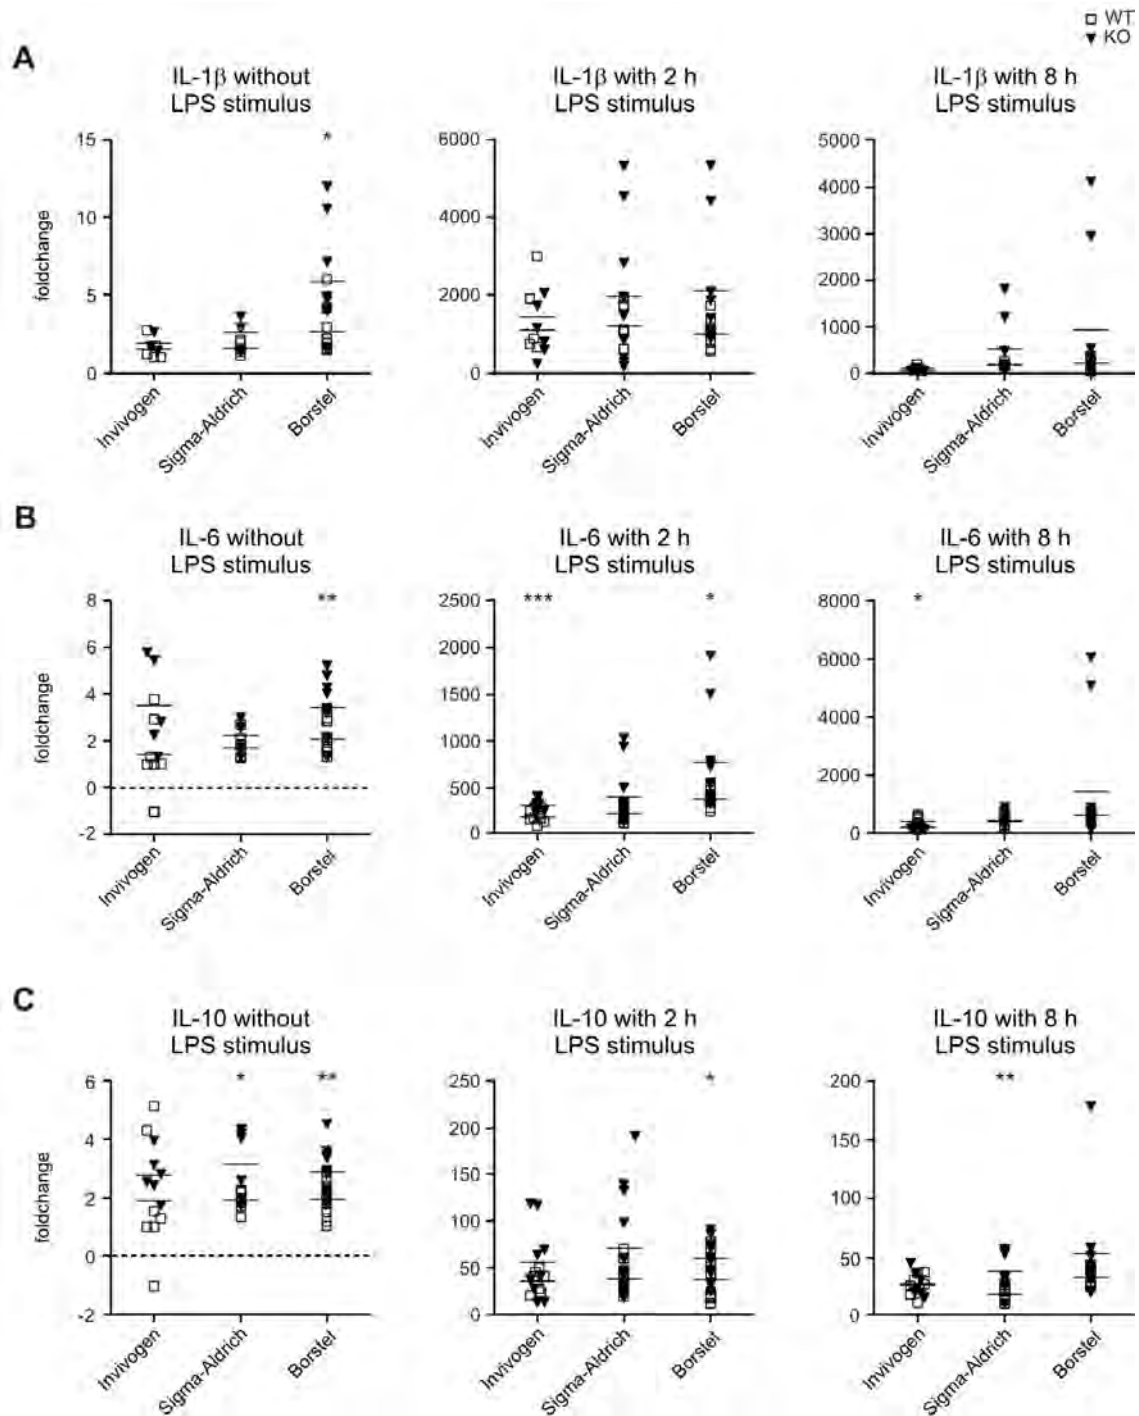 WT
KO
A
IL-1β without
LPS stimulus
IL-1β with 2 h
LPS stimulus
IL-1β with 8 h
LPS stimulus
foldchange
15
10
5
0
*
Invivogen
Sigma-Aldrich
Borstel
6000
4000
2000
0
Invivogen
Sigma-Aldrich
Borstel
5000
4000
3000
2000
1000
0
Invivogen
Sigma-Aldrich
Borstel
B
IL-6 without
LPS stimulus
IL-6 with 2 h
LPS stimulus
IL-6 with 8 h
LPS stimulus
foldchange
8
6
4
2
0
-2
**
Invivogen
Sigma-Aldrich
Borstel
2500
2000
1500
1000
500
0
***
*
Invivogen
Sigma-Aldrich
Borstel
8000
6000
4000
2000
0
*
Invivogen
Sigma-Aldrich
Borstel
C
IL-10 without
LPS stimulus
IL-10 with 2 h
LPS stimulus
IL-10 with 8 h
LPS stimulus
foldchange
6
4
2
0
-2
*
**
Invivogen
Sigma-Aldrich
Borstel
250
200
150
100
50
0
*
Invivogen
Sigma-Aldrich
Borstel
200
150
100
50
0
**
Invivogen
Sigma-Aldrich
Borstel